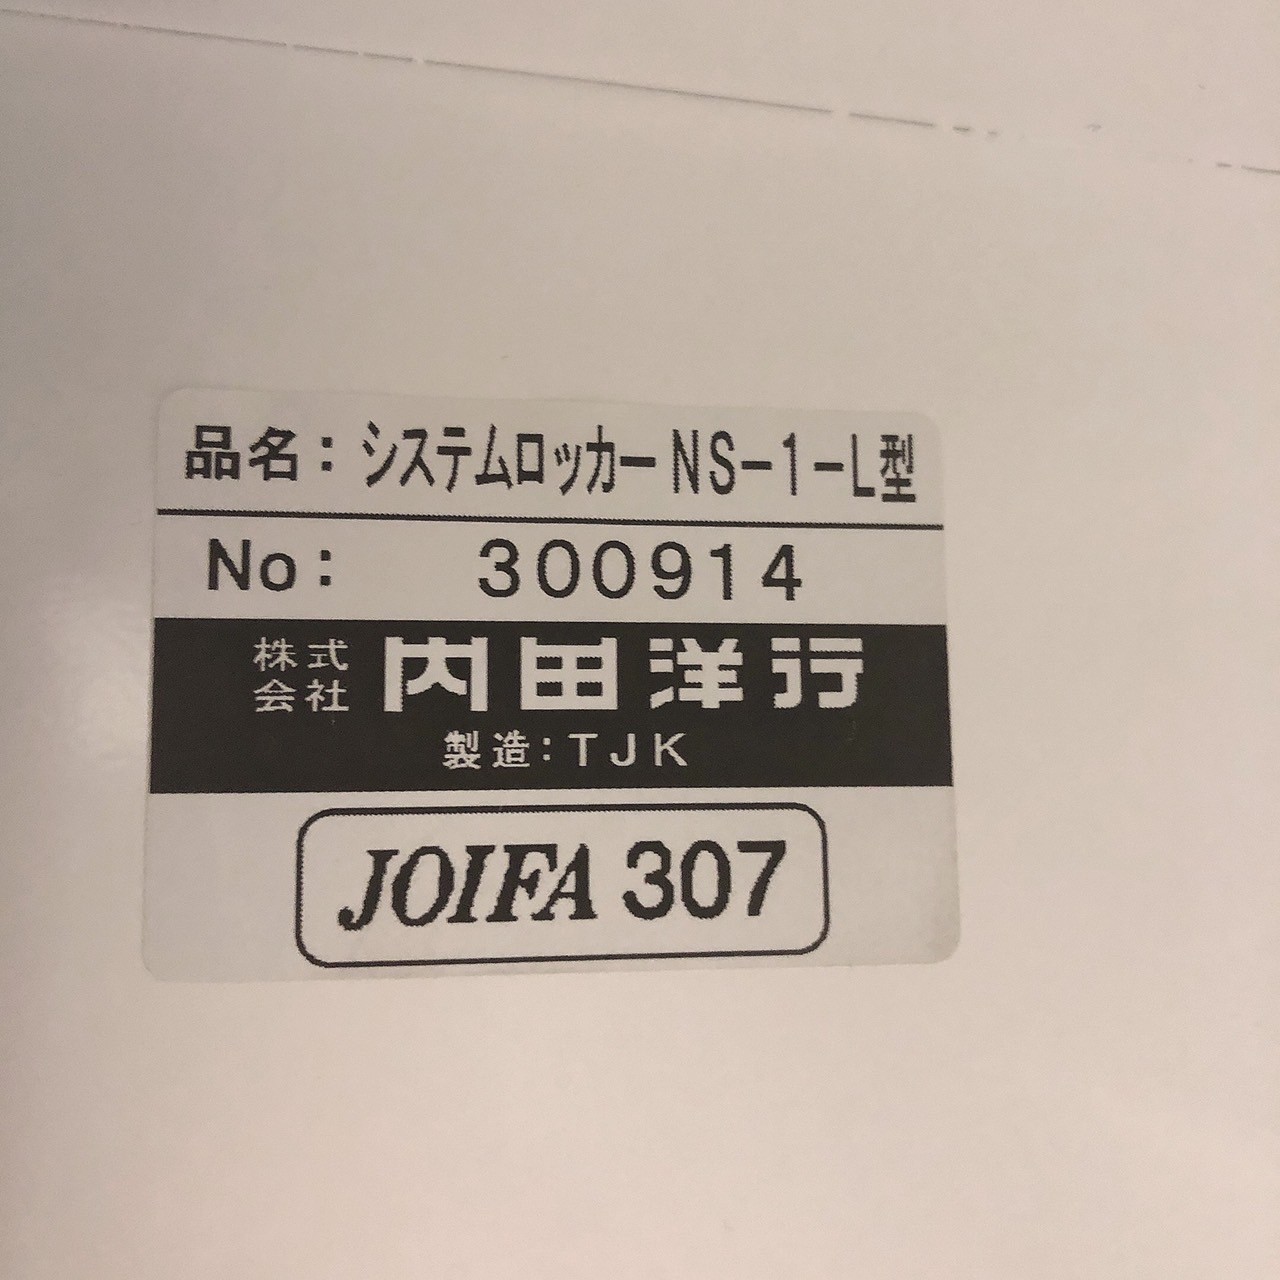 品名：システムロッカーNS-1-L型
No： 300914
株式会社 内田洋行
製造：TJK
JOIFA 307